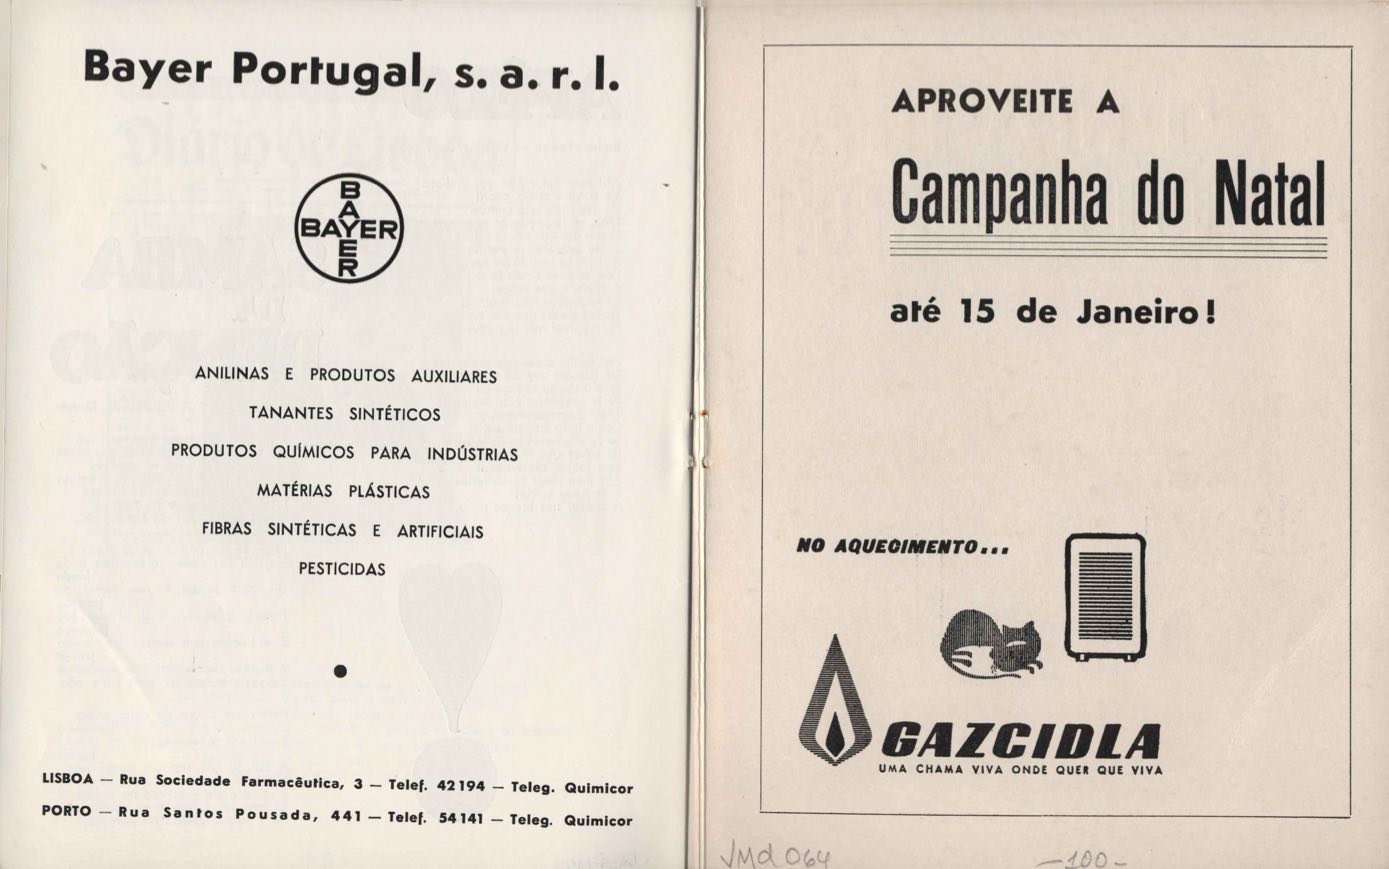 Bayer Portugal, s. a. r. l.
BAYER
BAYER
ANILINAS E PRODUTOS AUXILIARES
TANANTES SINTÉTICOS
PRODUTOS QUÍMICOS PARA INDÚSTRIAS
MATÉRIAS PLÁSTICAS
FIBRAS SINTÉTICAS E ARTIFICIAIS
PESTICIDAS
LISBOA — Rua Sociedade Farmacêutica, 3 — Telef. 42194 — Teleg. Quimicor
PORTO — Rua Santos Pousada, 441 — Telef. 54141 — Teleg. Quimicor
APROVEITE A
Campanha do Natal
até 15 de Janeiro!
NO AQUECIMENTO...
GAZCIDLA
UMA CHAMA VIVA ONDE QUER QUE VIVA
JMd 064
—100—